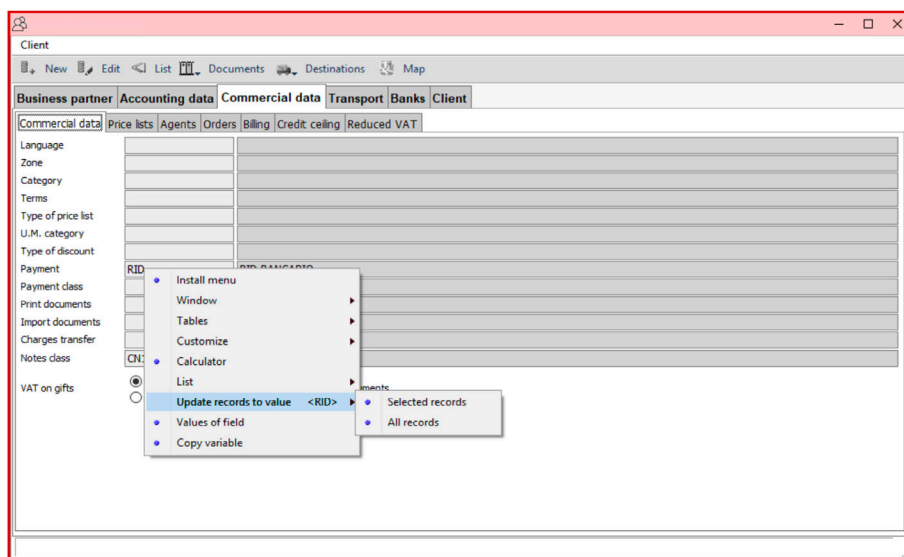 Client
New Edit List Documents Destinations Map
Business partner Accounting data Commercial data Transport Banks Client
Commercial data Price lists Agents Orders Billing Credit ceiling Reduced VAT
Language
Zone
Category
Terms
Type of price list
U.M. category
Type of discount
Payment RID RID BANCARIO
Payment class
Install menu
Print documents
Window
Import documents
Tables
Charges transfer
Customize
Notes class CN1
Calculator
List
VAT on gifts
Update records to value <RID>
Selected records
Values of field
All records
Copy variable